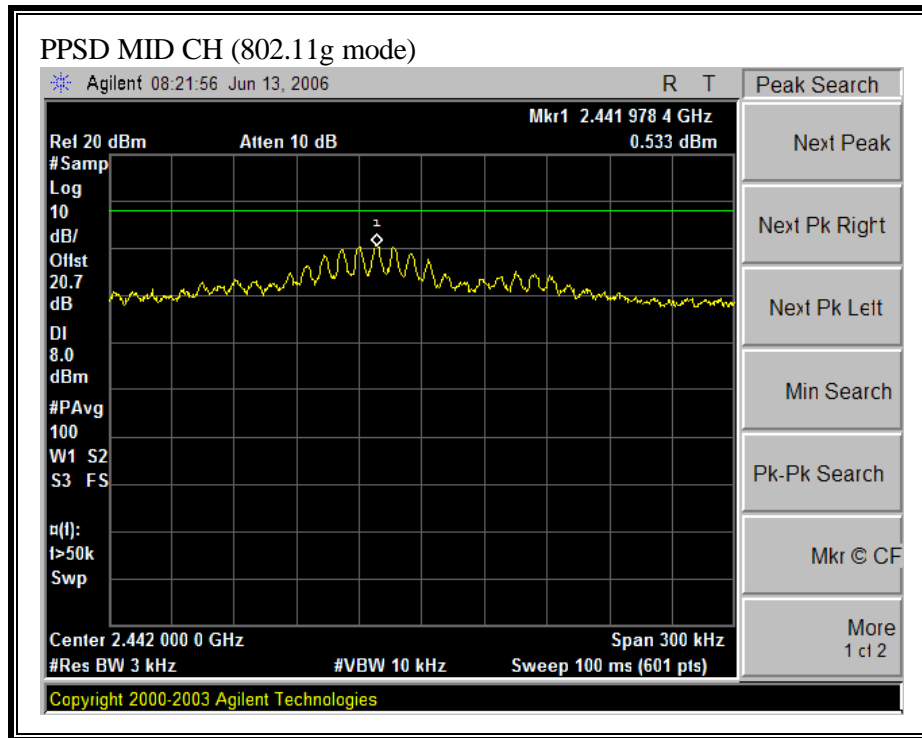 PPSD MID CH (802.11g mode)
Agilent 08:21:56 Jun 13, 2006 R T
Peak Search
Mkr1 2.441 978 4 GHz
Ref 20 dBm Atten 10 dB 0.533 dBm
#Samp
Log
10
dB/
Offst
20.7
dB
DI
8.0
dBm
#PAvg
100
W1 S2
S3 FS
¤(f):
f>50k
Swp
1
Center 2.442 000 0 GHz Span 300 kHz
#Res BW 3 kHz #VBW 10 kHz Sweep 100 ms (601 pts)
Copyright 2000-2003 Agilent Technologies
Next Peak
Next Pk Right
Next Pk Left
Min Search
Pk-Pk Search
Mkr © CF
More
1 of 2